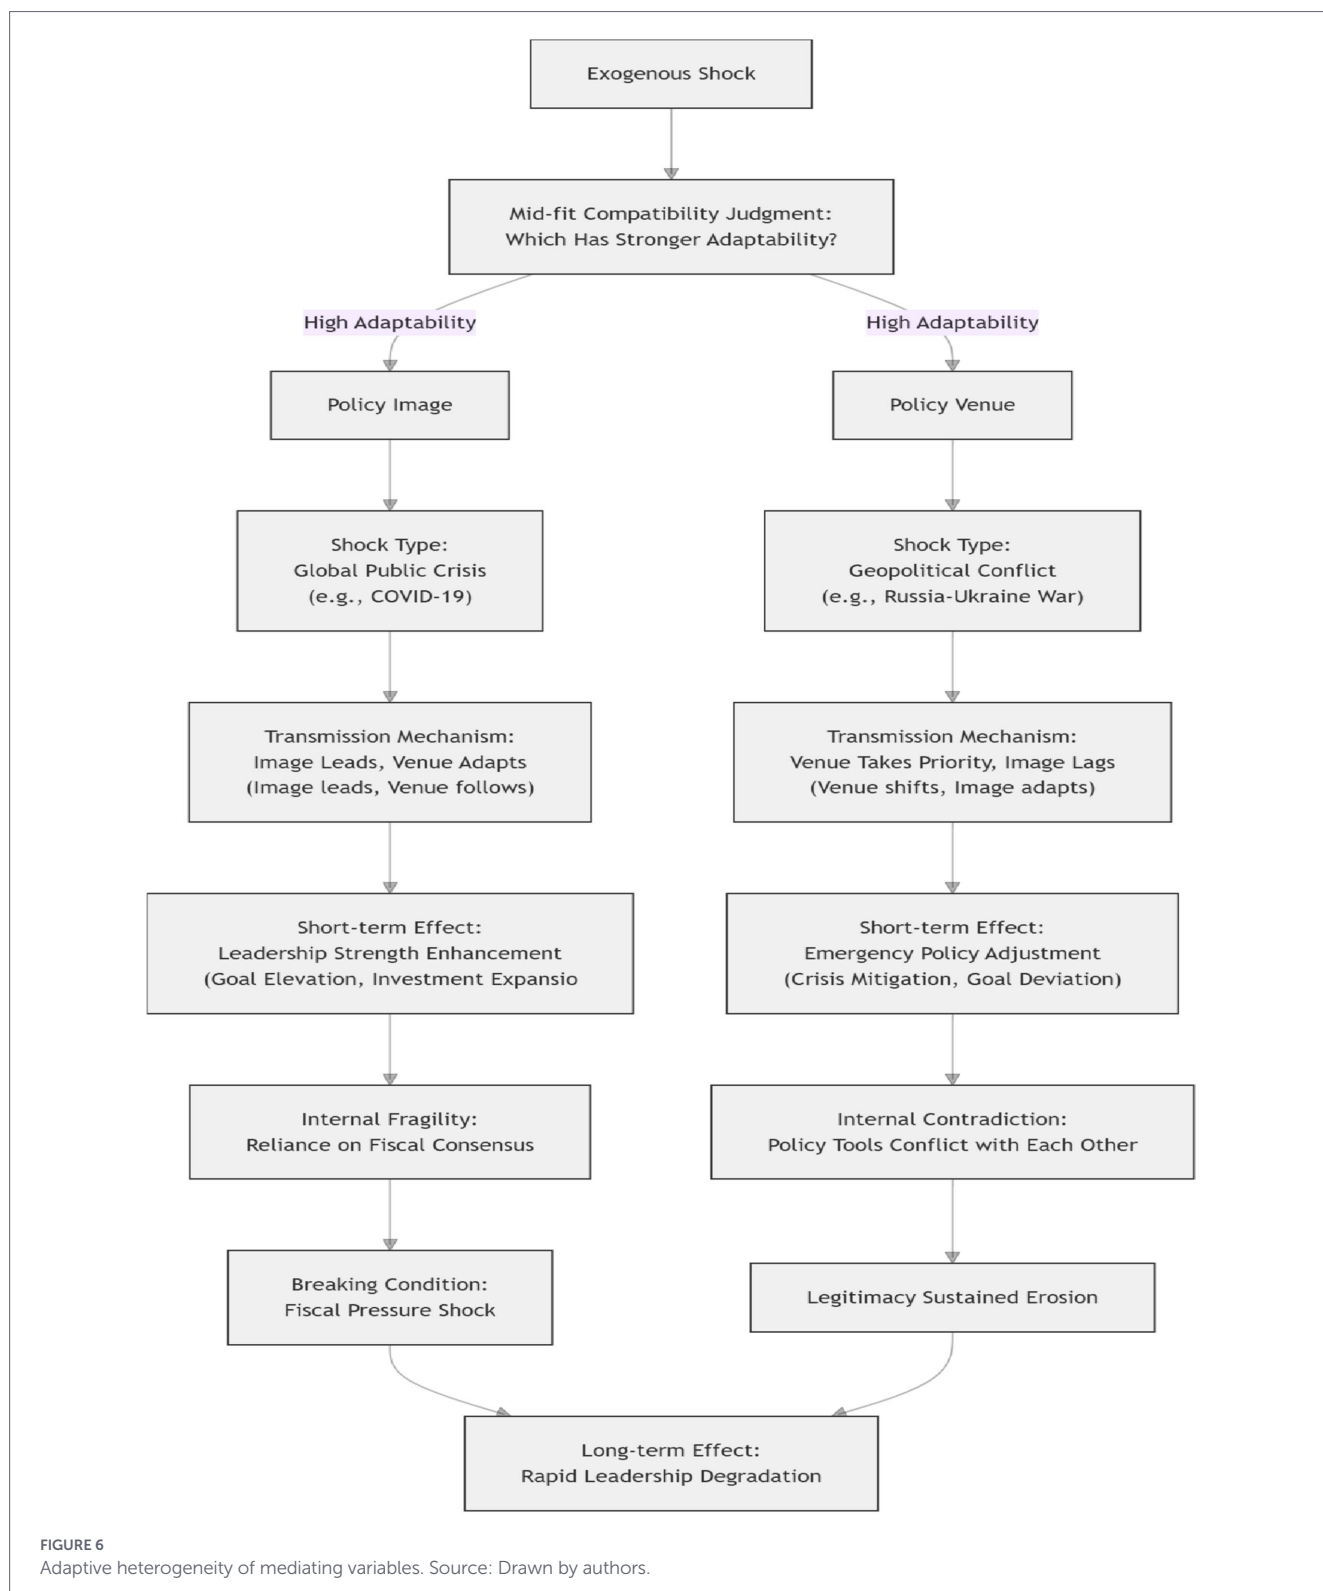 Exogenous Shock
Mid-fit Compatibility Judgment:
Which Has Stronger Adaptability?
High Adaptability
High Adaptability
Policy Image
Policy Venue
Shock Type:
Global Public Crisis
(e.g., COVID-19)
Shock Type:
Geopolitical Conflict
(e.g., Russia-Ukraine War)
Transmission Mechanism:
Image Leads, Venue Adapts
(Image leads, Venue follows)
Transmission Mechanism:
Venue Takes Priority, Image Lags
(Venue shifts, Image adapts)
Short-term Effect:
Leadership Strength Enhancement
(Goal Elevation, Investment Expansio
Short-term Effect:
Emergency Policy Adjustment
(Crisis Mitigation, Goal Deviation)
Internal Fragility:
Reliance on Fiscal Consensus
Internal Contradiction:
Policy Tools Conflict with Each Other
Breaking Condition:
Fiscal Pressure Shock
Legitimacy Sustained Erosion
Long-term Effect:
Rapid Leadership Degradation
FIGURE 6
Adaptive heterogeneity of mediating variables. Source: Drawn by authors.